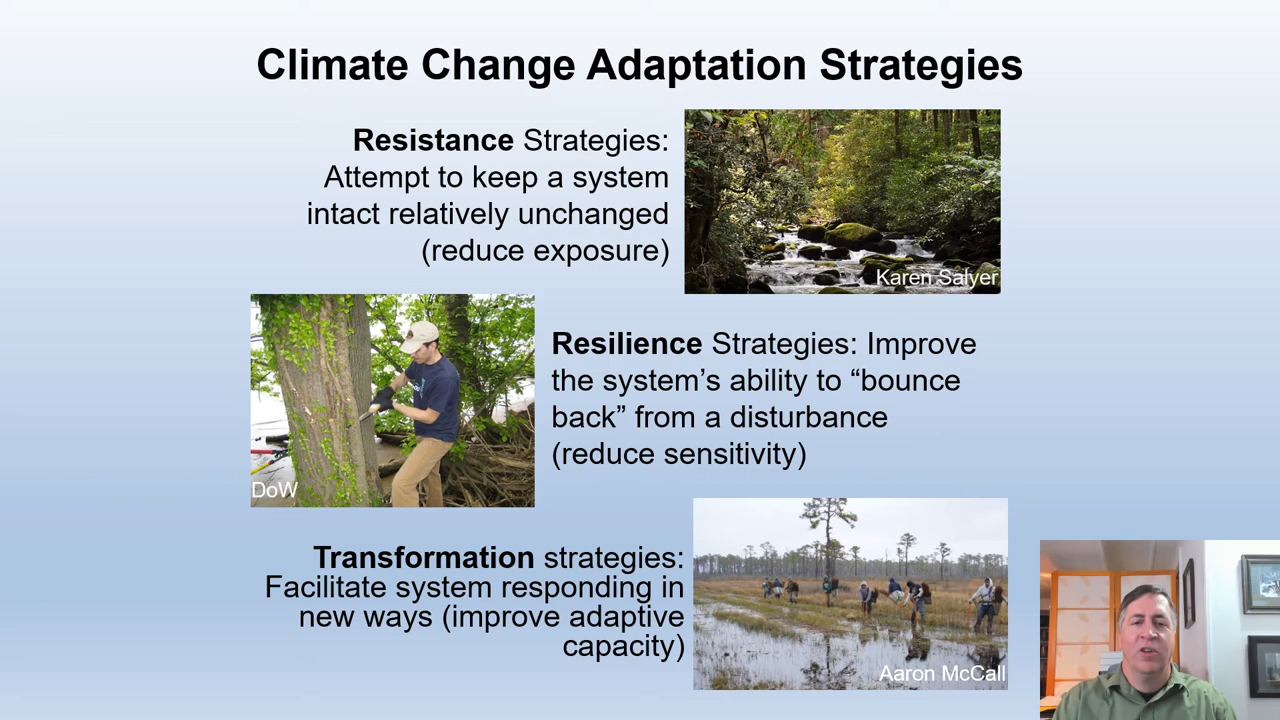 Climate Change Adaptation Strategies
Resistance Strategies:
Attempt to keep a system
intact relatively unchanged
(reduce exposure)
Karen Salyer
Resilience Strategies: Improve
the system’s ability to “bounce
back” from a disturbance
(reduce sensitivity)
DoW
Transformation strategies:
Facilitate system responding in
new ways (improve adaptive
capacity)
Aaron McCall